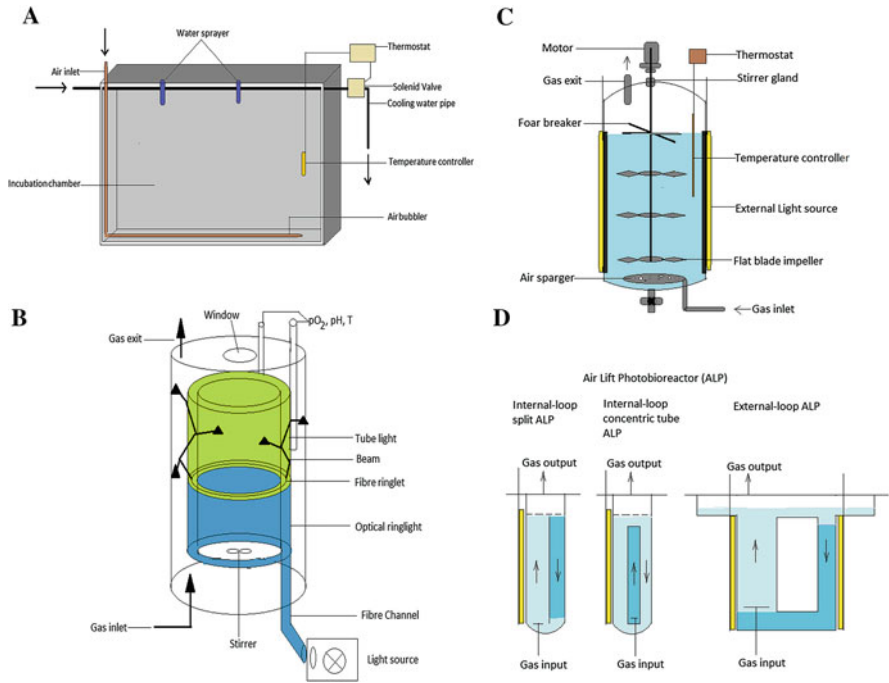 A
Water sprayer
Thermostat
Air inlet
Solenid Valve
Cooling water pipe
Temperature controller
Incubation chamber
Air bubbler
B
Window
pO2, pH, T
Gas exit
Tube light
Beam
Fibre ringlet
Optical ringlight
Fibre Channel
Gas inlet
Stirrer
Light source
C
Motor
Thermostat
Gas exit
Stirrer gland
Foar breaker
Temperature controller
External Light source
Flat blade impeller
Air sparger
Gas inlet
D
Air Lift Photobioreactor (ALP)
Internal-loop
split ALP
Internal-loop
concentric tube
ALP
External-loop ALP
Gas output
Gas output
Gas output
Gas input
Gas input
Gas input